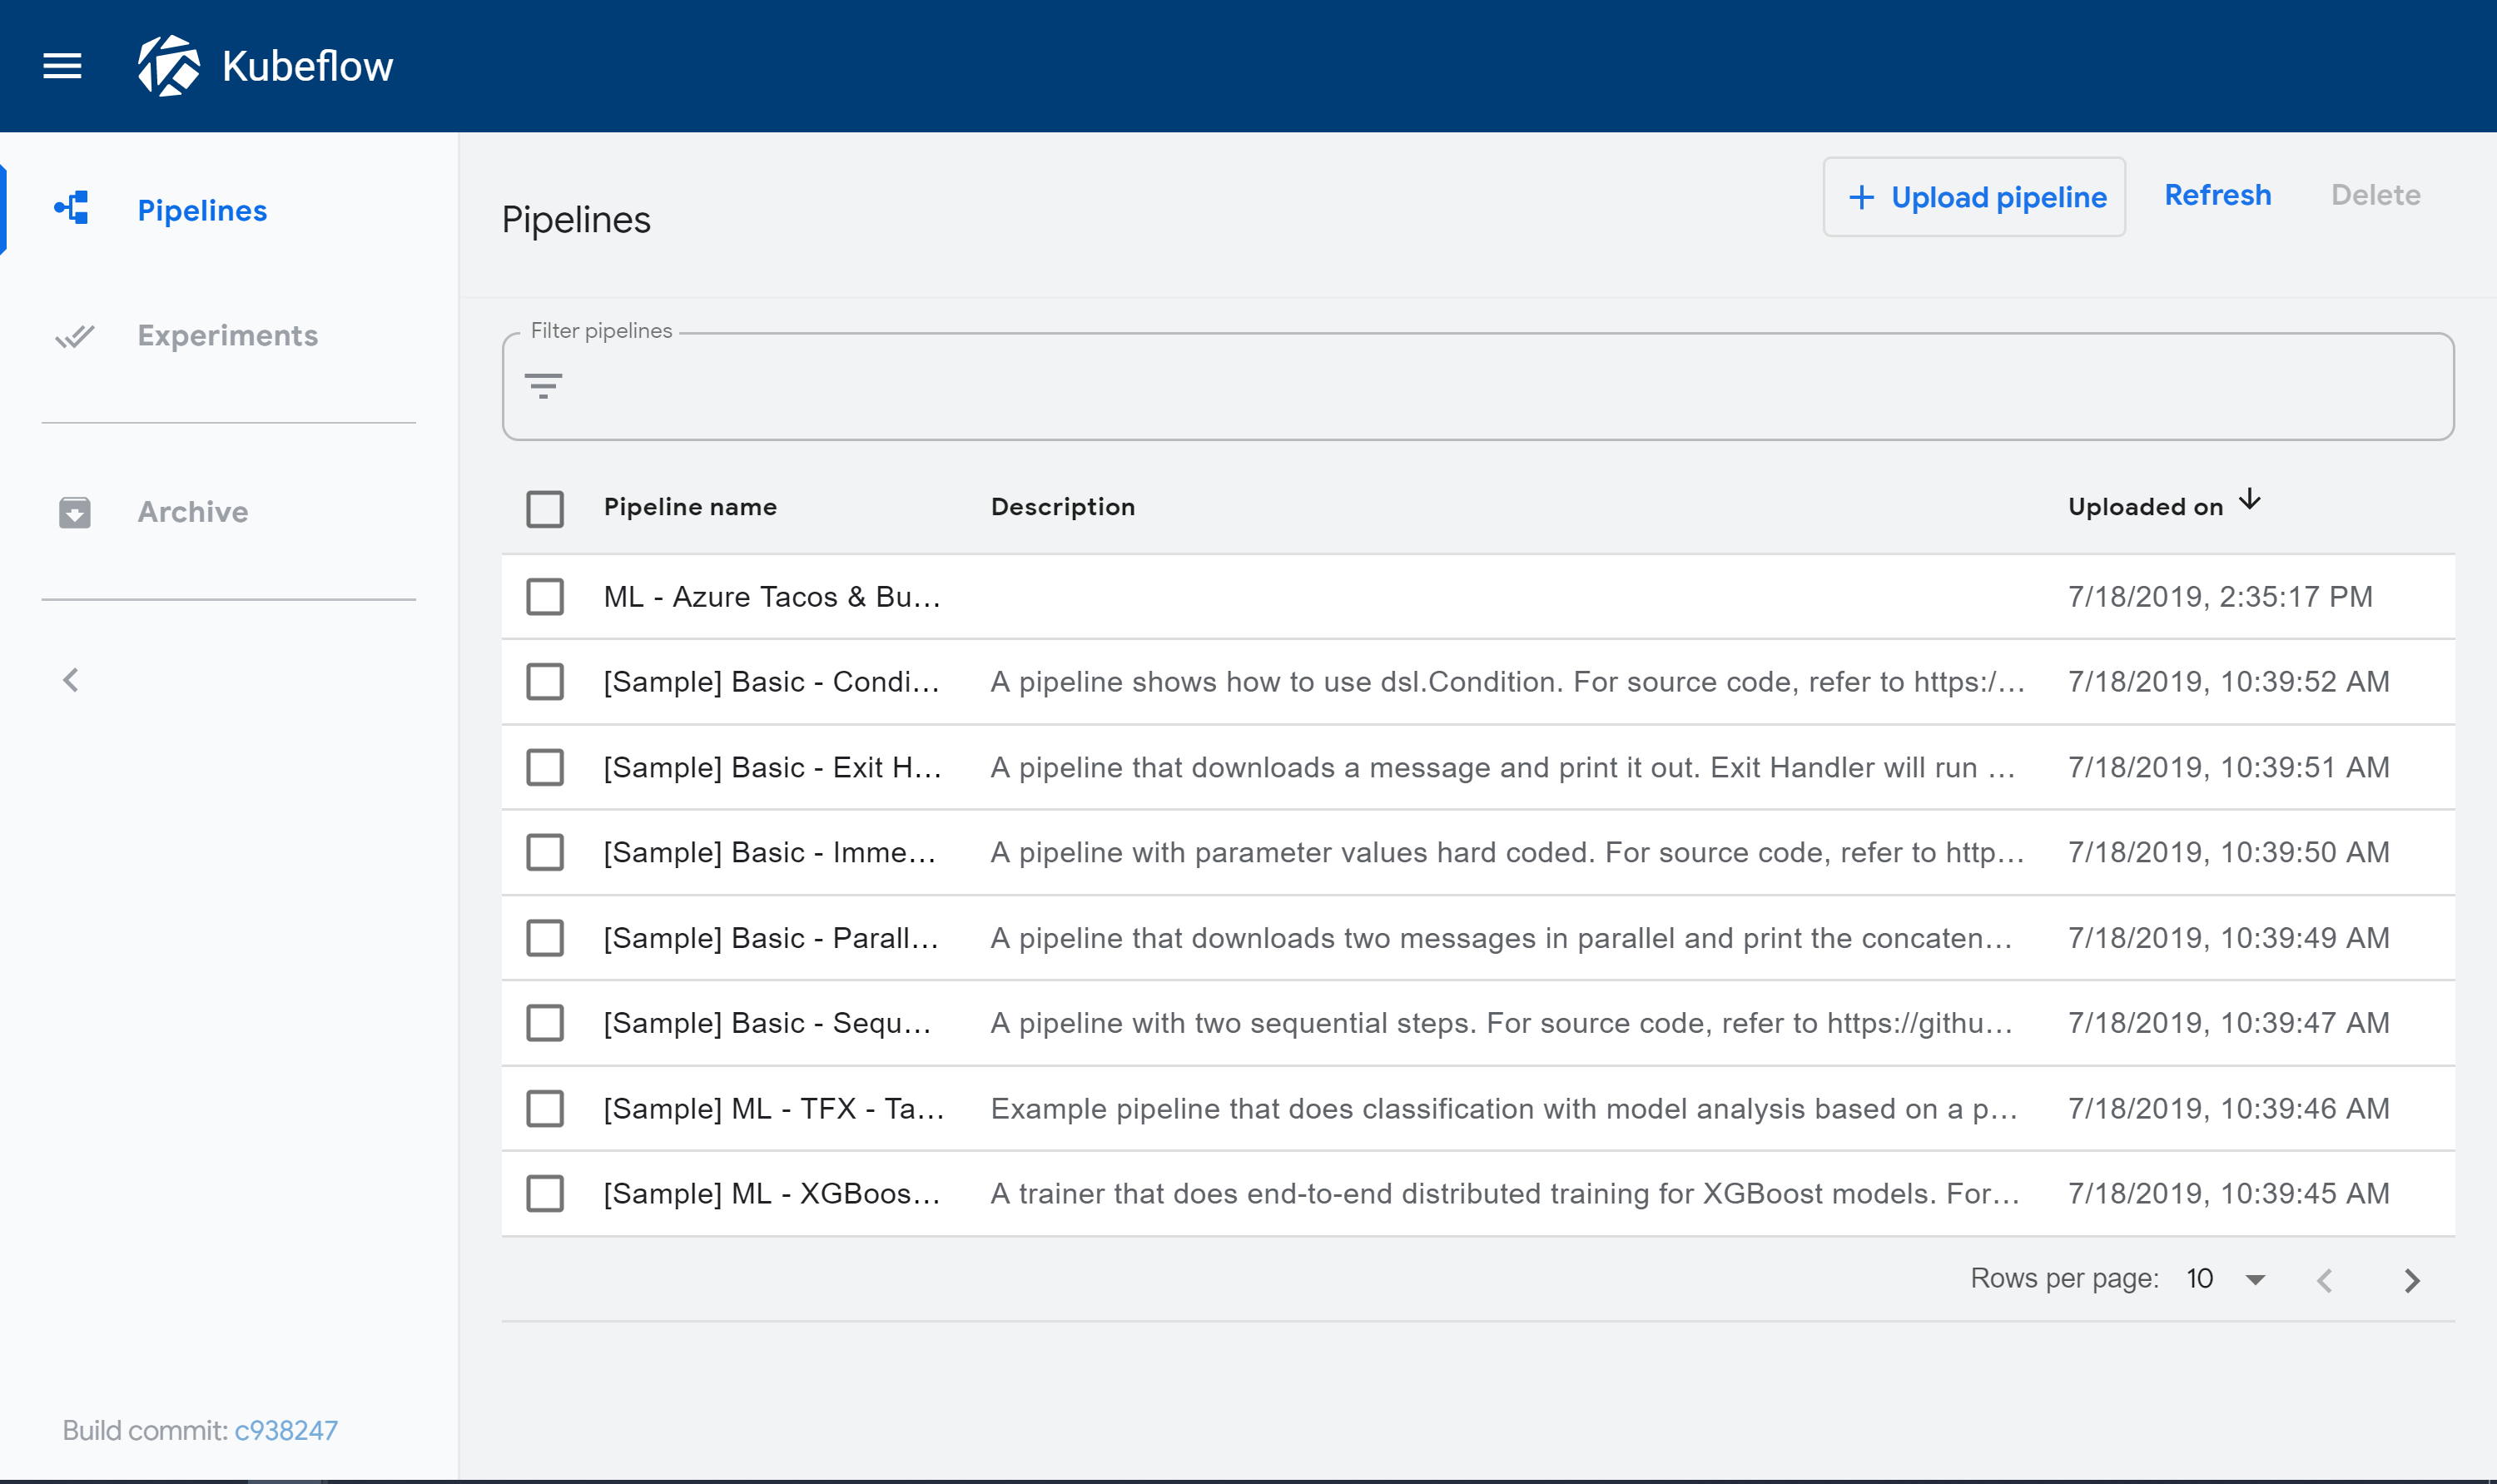 Kubeflow
Pipelines
Experiments
Archive
Build commit: c938247
Pipelines
+ Upload pipeline Refresh Delete
Filter pipelines
Pipeline name Description Uploaded on
ML - Azure Tacos & Bu... 7/18/2019, 2:35:17 PM
[Sample] Basic - Condi... A pipeline shows how to use dsl.Condition. For source code, refer to https:/... 7/18/2019, 10:39:52 AM
[Sample] Basic - Exit H... A pipeline that downloads a message and print it out. Exit Handler will run ... 7/18/2019, 10:39:51 AM
[Sample] Basic - Imme... A pipeline with parameter values hard coded. For source code, refer to http... 7/18/2019, 10:39:50 AM
[Sample] Basic - Parall... A pipeline that downloads two messages in parallel and print the concaten... 7/18/2019, 10:39:49 AM
[Sample] Basic - Sequ... A pipeline with two sequential steps. For source code, refer to https://githu... 7/18/2019, 10:39:47 AM
[Sample] ML - TFX - Ta... Example pipeline that does classification with model analysis based on a p... 7/18/2019, 10:39:46 AM
[Sample] ML - XGBoos... A trainer that does end-to-end distributed training for XGBoost models. For... 7/18/2019, 10:39:45 AM
Rows per page: 10